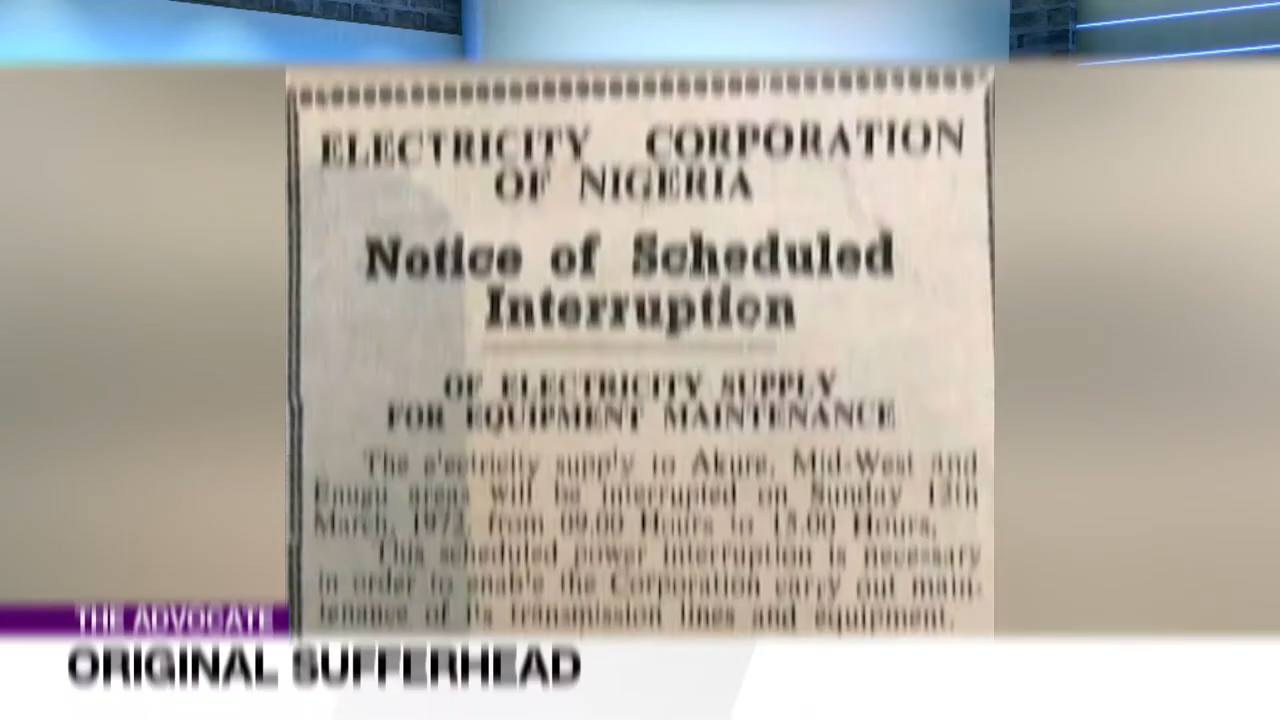 ELECTRICITY CORPORATION
OF NIGERIA
Notice of Scheduled
Interruption
OF ELECTRICITY SUPPLY
FOR EQUIPMENT MAINTENANCE
The electricity supply to Akure, Mid-West and
Enugu areas will be interrupted on Sunday 12th
March, 1972 from 09.00 Hours to 15.00 Hours.
This scheduled power interruption is necessary
in order to enable the Corporation carry out main-
tenance of its transmission lines and equipment.
THE ADVOCATE
ORIGINAL SUFFERHEAD